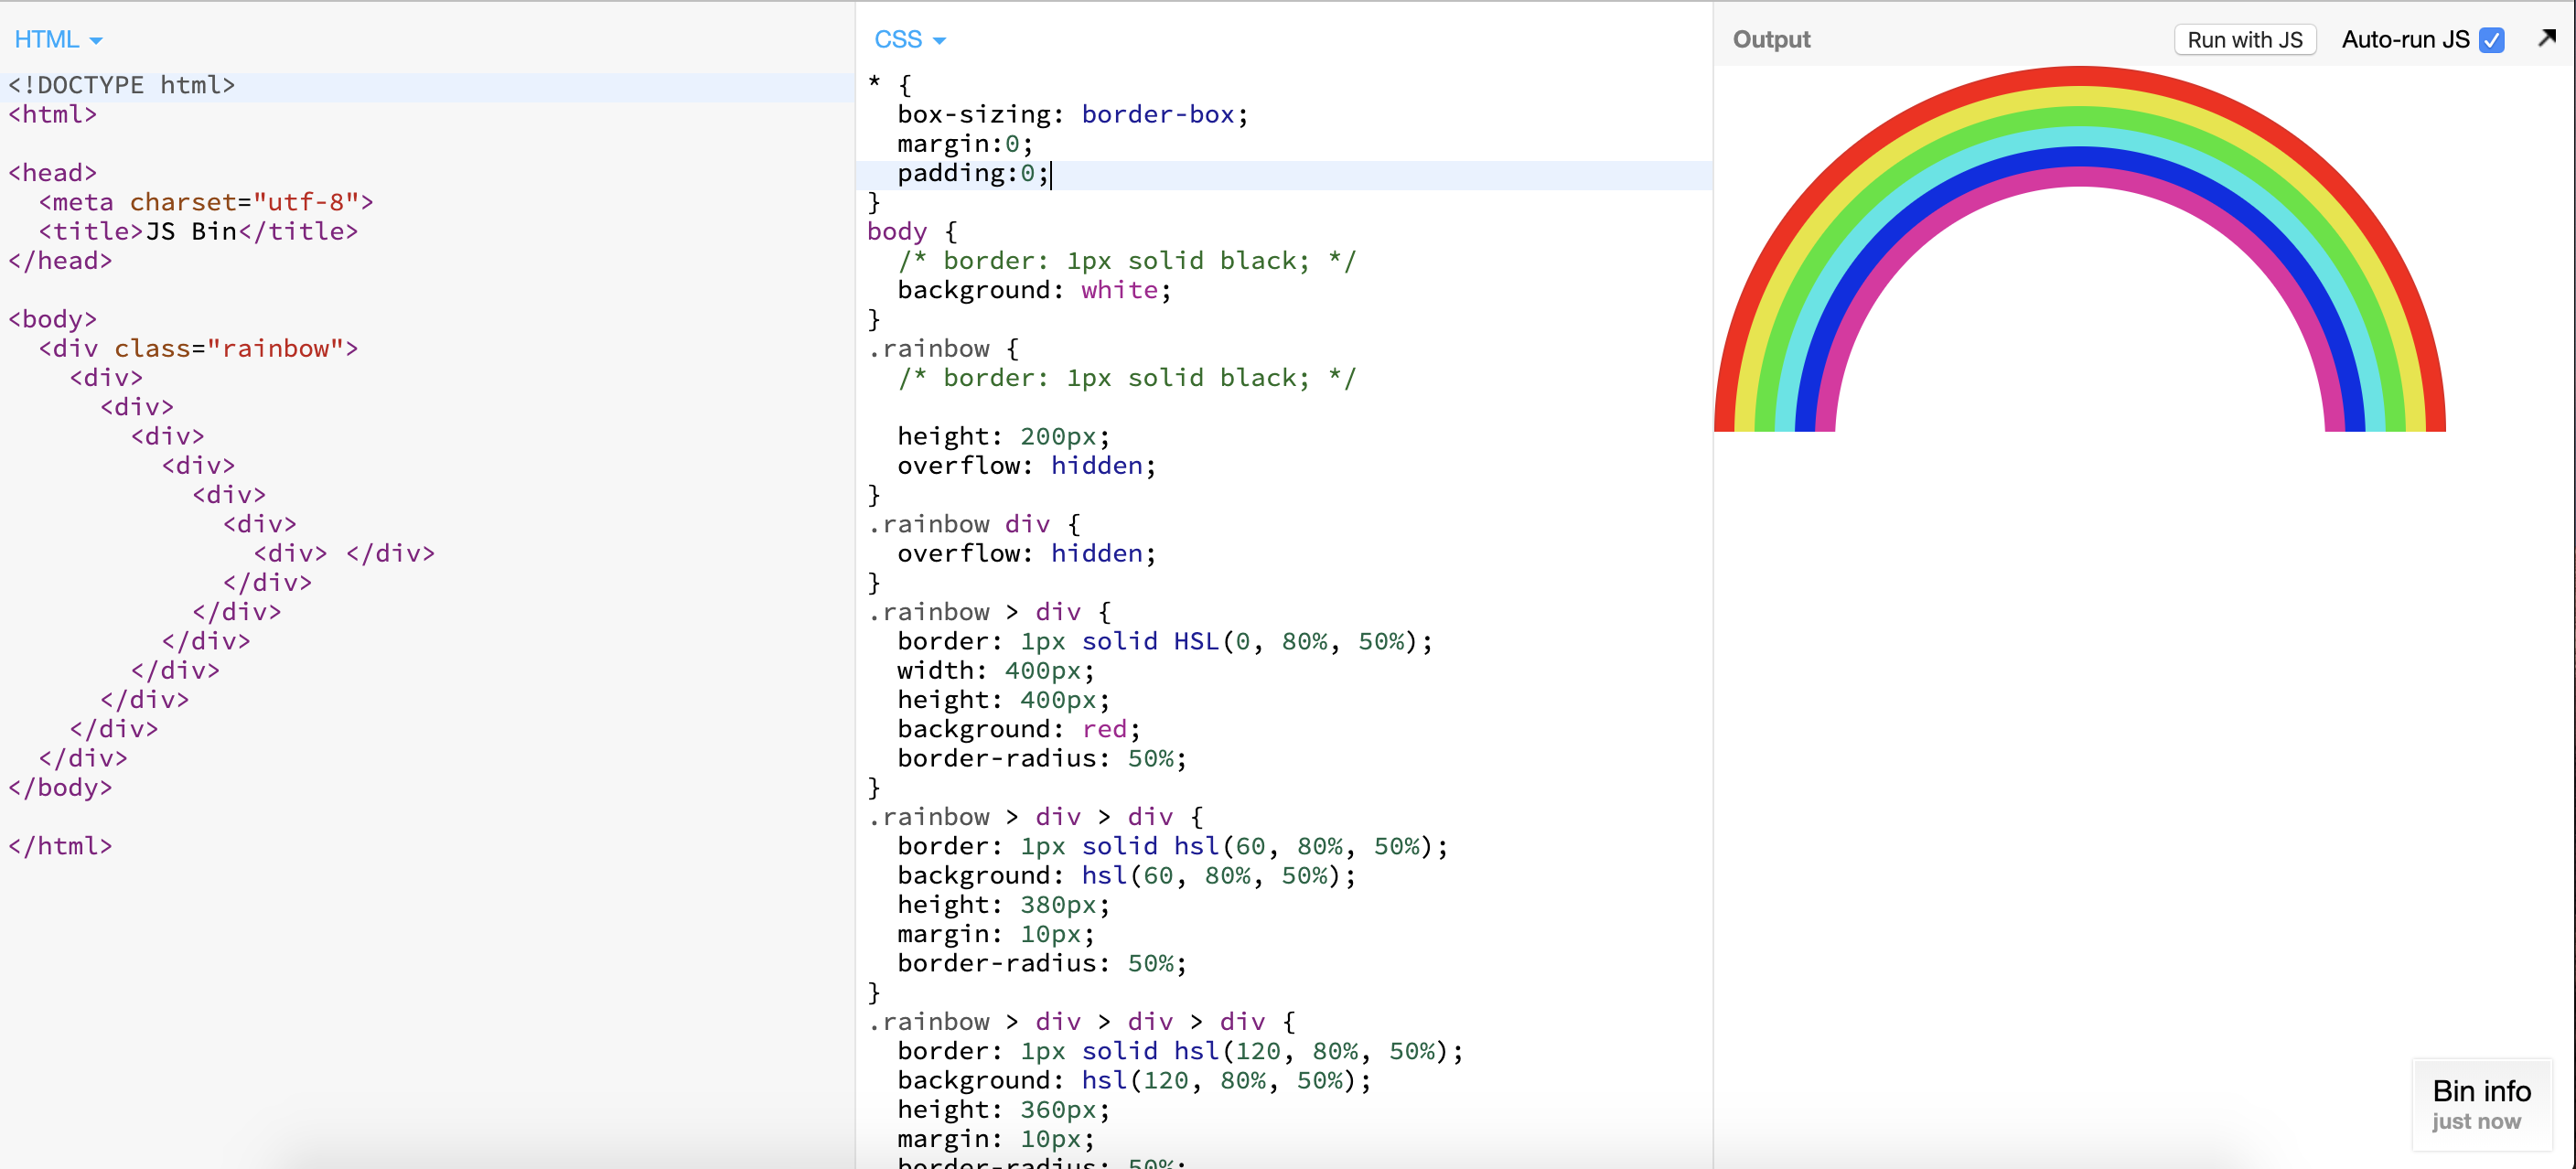 HTML
<!DOCTYPE html>
<html>
<head>
<meta charset="utf-8">
<title>JS Bin</title>
</head>
<body>
<div class="rainbow">
<div>
<div>
<div>
<div>
<div>
<div>
<div> </div>
</div>
</div>
</div>
</div>
</div>
</div>
</div>
</body>
</html>
CSS
* {
box-sizing: border-box;
margin:0;
padding:0;
}
body {
/* border: 1px solid black; */
background: white;
}
.rainbow {
/* border: 1px solid black; */
height: 200px;
overflow: hidden;
}
.rainbow div {
overflow: hidden;
}
.rainbow > div {
border: 1px solid HSL(0, 80%, 50%);
width: 400px;
height: 400px;
background: red;
border-radius: 50%;
}
.rainbow > div > div {
border: 1px solid hsl(60, 80%, 50%);
background: hsl(60, 80%, 50%);
height: 380px;
margin: 10px;
border-radius: 50%;
}
.rainbow > div > div > div {
border: 1px solid hsl(120, 80%, 50%);
background: hsl(120, 80%, 50%);
height: 360px;
margin: 10px;
border-radius: 50%;
Output
Run with JS
Auto-run JS
Bin info
just now